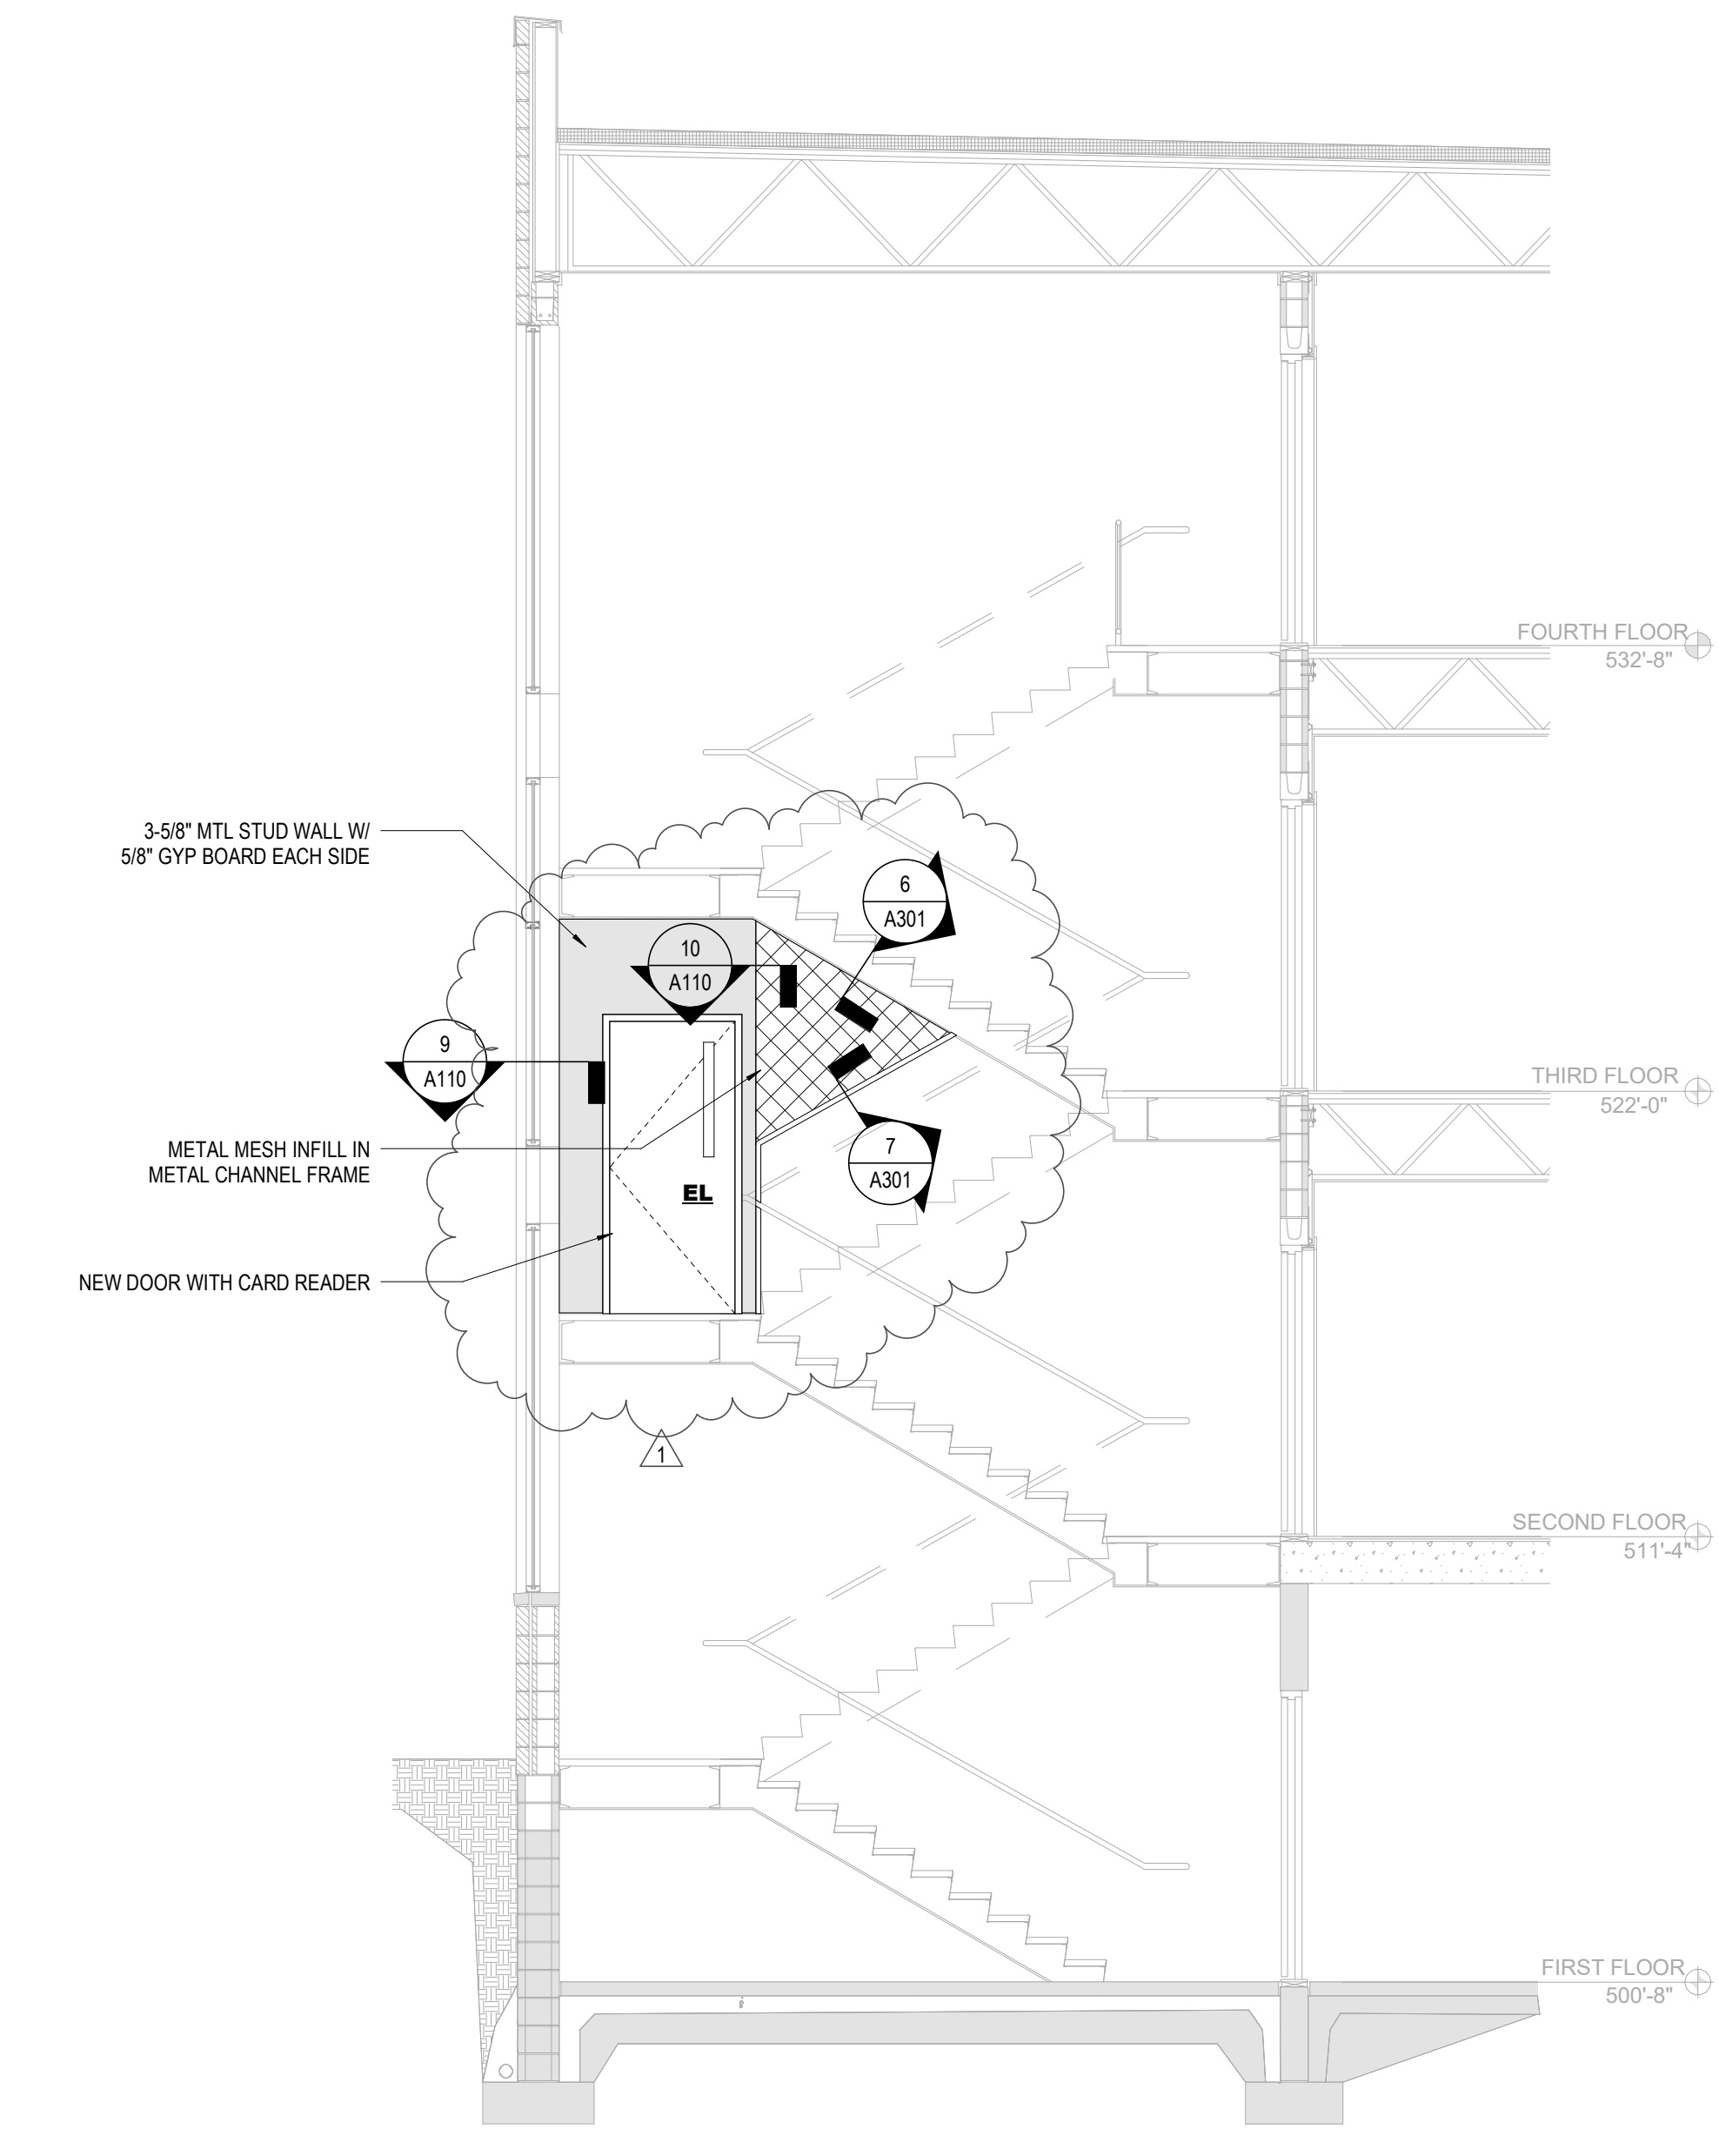 FOURTH FLOOR
532'-8"
3-5/8" MTL STUD WALL W/
5/8" GYP BOARD EACH SIDE
6
A301
10
A110
9
A110
THIRD FLOOR
522'-0"
METAL MESH INFILL IN
METAL CHANNEL FRAME
7
A301
EL
NEW DOOR WITH CARD READER
1
SECOND FLOOR
511'-4"
FIRST FLOOR
500'-8"